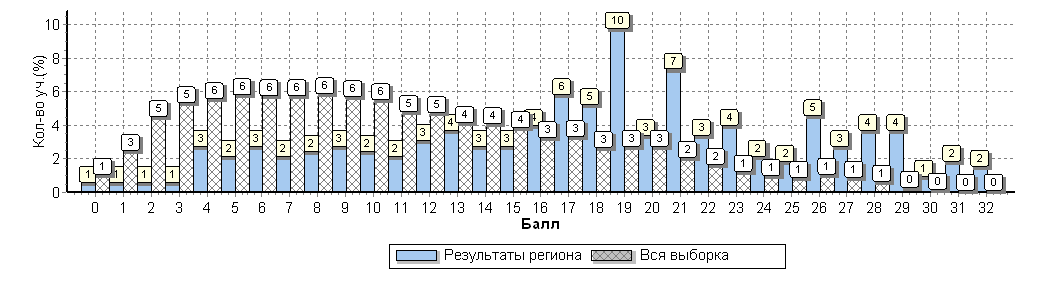 Кол-во уч.(%)
10
8
6
4
2
0
1 1 1 1 3 2 3 2 2 3 2 2 3 4 3 3 4 6 5 10 3 7 3 4 2 2 5 3 4 4 1 2 2
1 3 5 5 6 6 6 6 6 6 6 5 5 4 4 4 3 3 3 3 3 2 2 1 1 1 1 1 1 0 0 0 0
0 1 2 3 4 5 6 7 8 9 10 11 12 13 14 15 16 17 18 19 20 21 22 23 24 25 26 27 28 29 30 31 32
Балл
Результаты региона Вся выборка